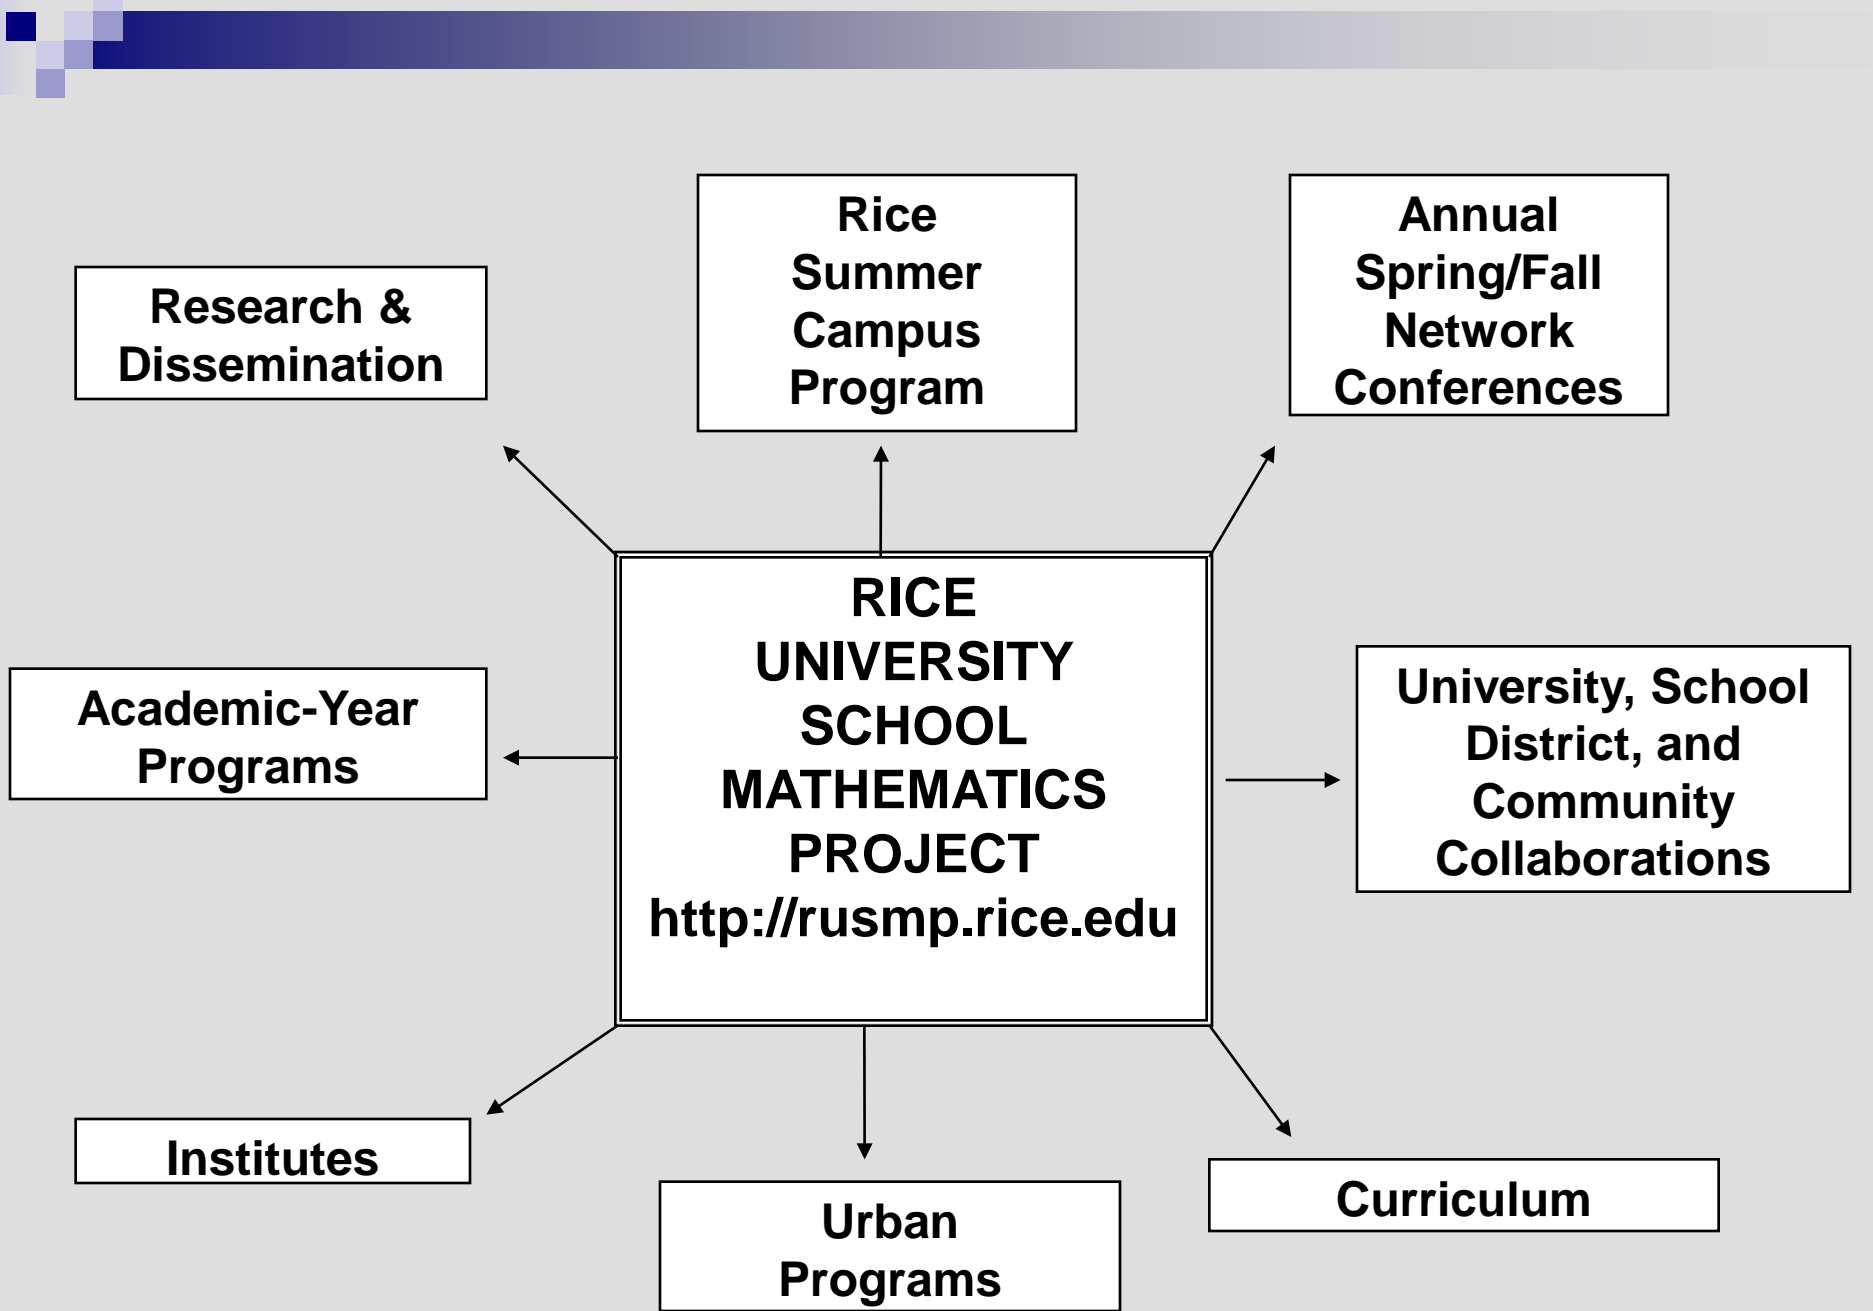 Rice
Summer
Campus
Program
Annual
Spring/Fall
Network
Conferences
Research &
Dissemination
RICE
UNIVERSITY
SCHOOL
MATHEMATICS
PROJECT
http://rusmp.rice.edu
Academic-Year
Programs
University, School
District, and
Community
Collaborations
Institutes
Urban
Programs
Curriculum